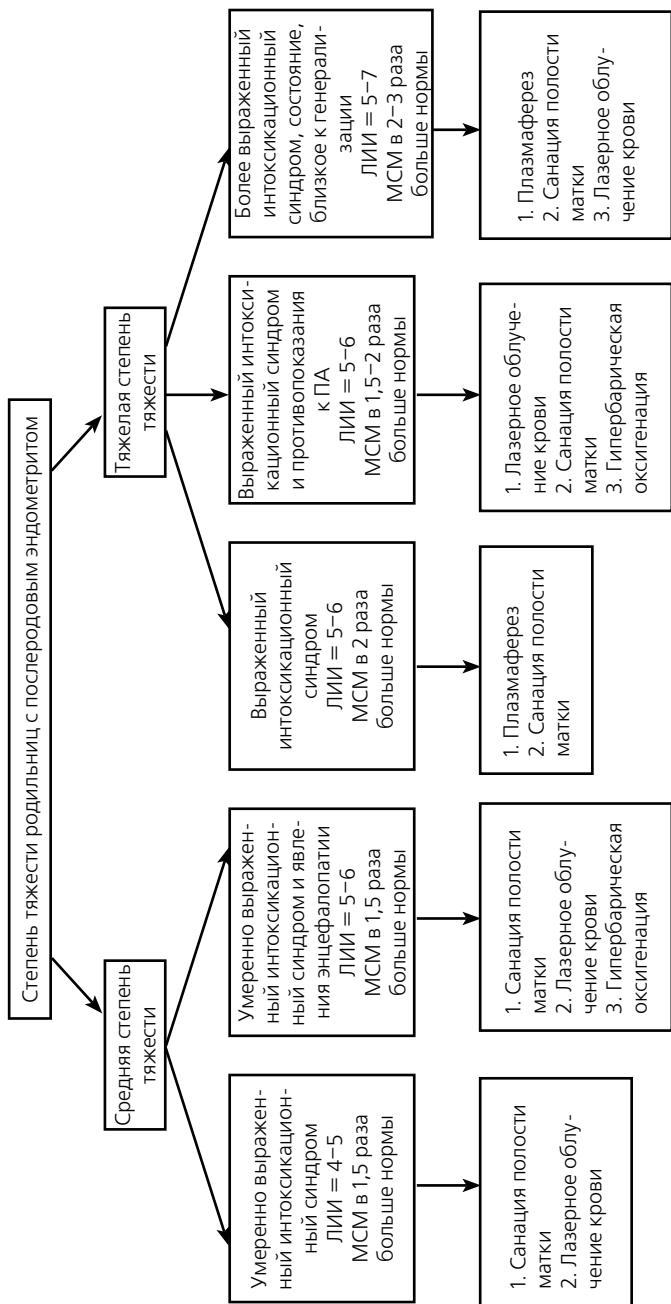 Степень тяжести родильниц с послеродовым эндометритом
Средняя степень
тяжести
Тяжелая степень
тяжести
Умеренно выражен-
ный интоксикацион-
ный синдром
ЛИИ = 4–5
МСМ в 1,5 раза
больше нормы
Умеренно выражен-
ный интоксикацион-
ный синдром и явле-
ния энцефалопатии
ЛИИ = 5–6
МСМ в 1,5 раза
больше нормы
Выраженный
интоксикационный
синдром
ЛИИ = 5–6
МСМ в 2 раза
больше нормы
Выраженный интокси-
кационный синдром
и противопоказания
к ПА
ЛИИ = 5–6
МСМ в 1,5–2 раза
больше нормы
Более выраженный
интоксикационный
синдром, состояние,
близкое к генерали-
зации
ЛИИ = 5–7
МСМ в 2–3 раза
больше нормы
1. Санация полости
матки
2. Лазерное облу-
чение крови
1. Санация полости
матки
2. Лазерное облу-
чение крови
3. Гипербарическая
оксигенация
1. Плазмаферез
2. Санация полости
матки
1. Лазерное облуче-
ние крови
2. Санация полости
матки
3. Гипербарическая
оксигенация
1. Плазмаферез
2. Санация полости
матки
3. Лазерное облу-
чение крови